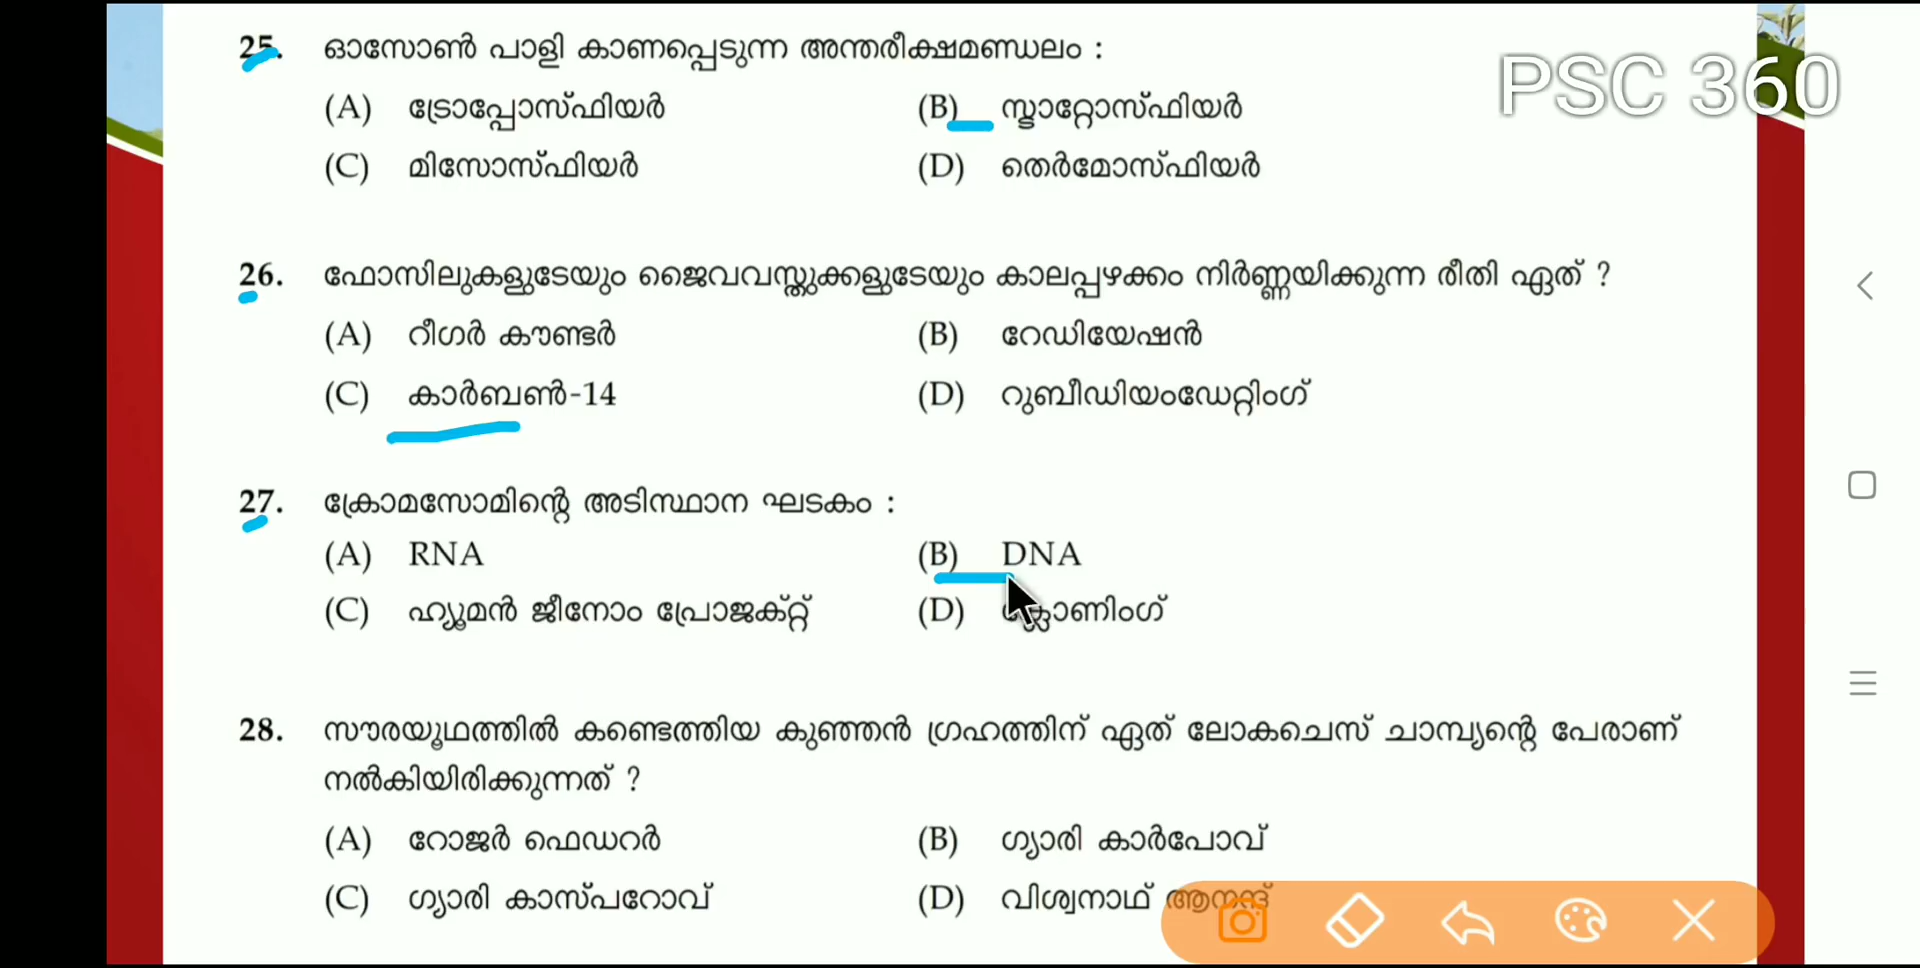 PSC 360
25. ഓസോൺ പാളി കാണപ്പെടുന്ന അന്തരീക്ഷമണ്ഡലം :
(A) ട്രോപ്പോസ്ഫിയർ (B) സ്ട്രാറ്റോസ്ഫിയർ
(C) മിസോസ്ഫിയർ (D) തെർമോസ്ഫിയർ
26. ഫോസിലുകളുടേയും ജൈവവസ്തുക്കളുടേയും കാലപ്പഴക്കം നിർണ്ണയിക്കുന്ന രീതി ഏത് ?
(A) റീഗർ കൗണ്ടർ (B) റേഡിയേഷൻ
(C) കാർബൺ-14 (D) റുബീഡിയംഡേറ്റിംഗ്
27. ക്രോമസോമിന്റെ അടിസ്ഥാന ഘടകം :
(A) RNA (B) DNA
(C) ഹ്യൂമൻ ജീനോം പ്രോജക്റ്റ് (D) ക്ലോണിംഗ്
28. സൗരയൂഥത്തിൽ കണ്ടെത്തിയ കുഞ്ഞൻ ഗ്രഹത്തിന് ഏത് ലോകചെസ് ചാമ്പ്യന്റെ പേരാണ്
നൽകിയിരിക്കുന്നത് ?
(A) റോജർ ഫെഡറർ (B) ഗ്യാരി കാർപോവ്
(C) ഗ്യാരി കാസ്പറോവ് (D) വിശ്വനാഥ് ആനന്ദ്